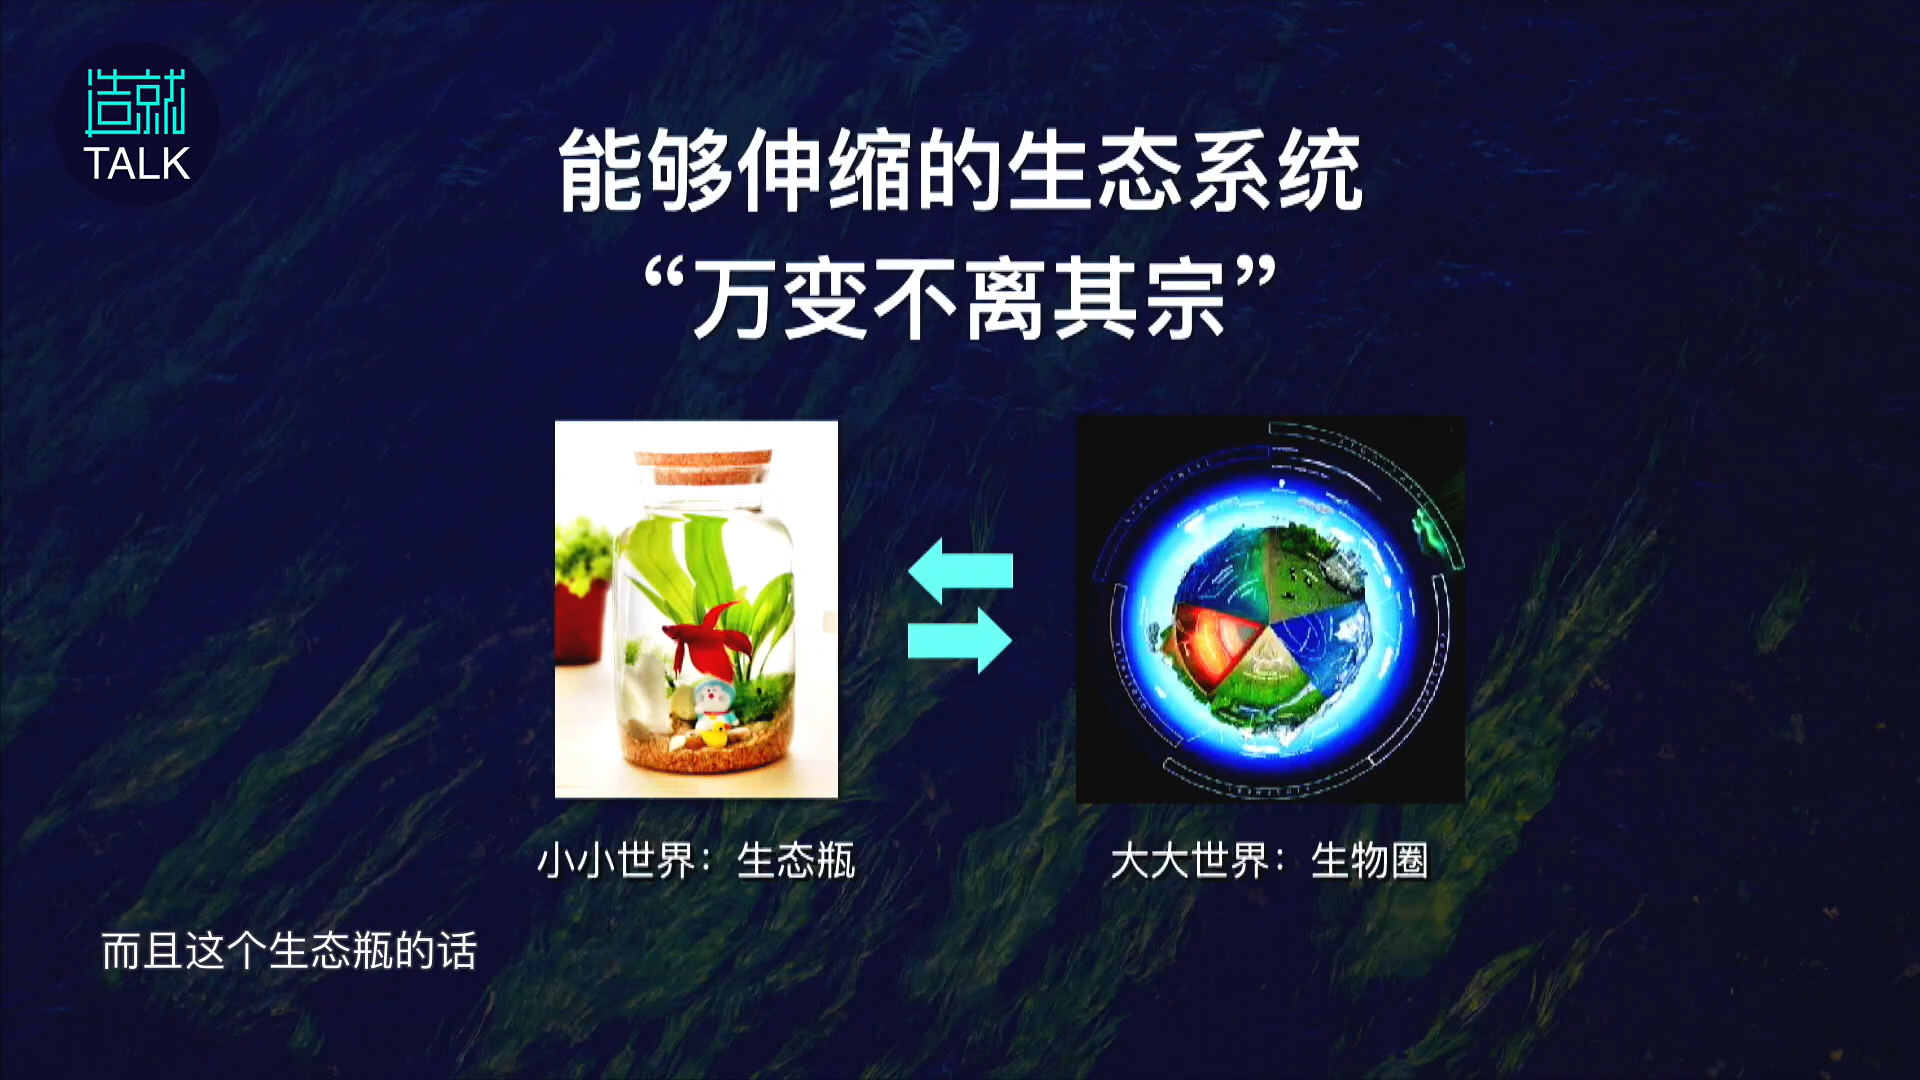 造就
TALK
能够伸缩的生态系统
“万变不离其宗”
小小世界：生态瓶
大大世界：生物圈
而且这个生态瓶的话